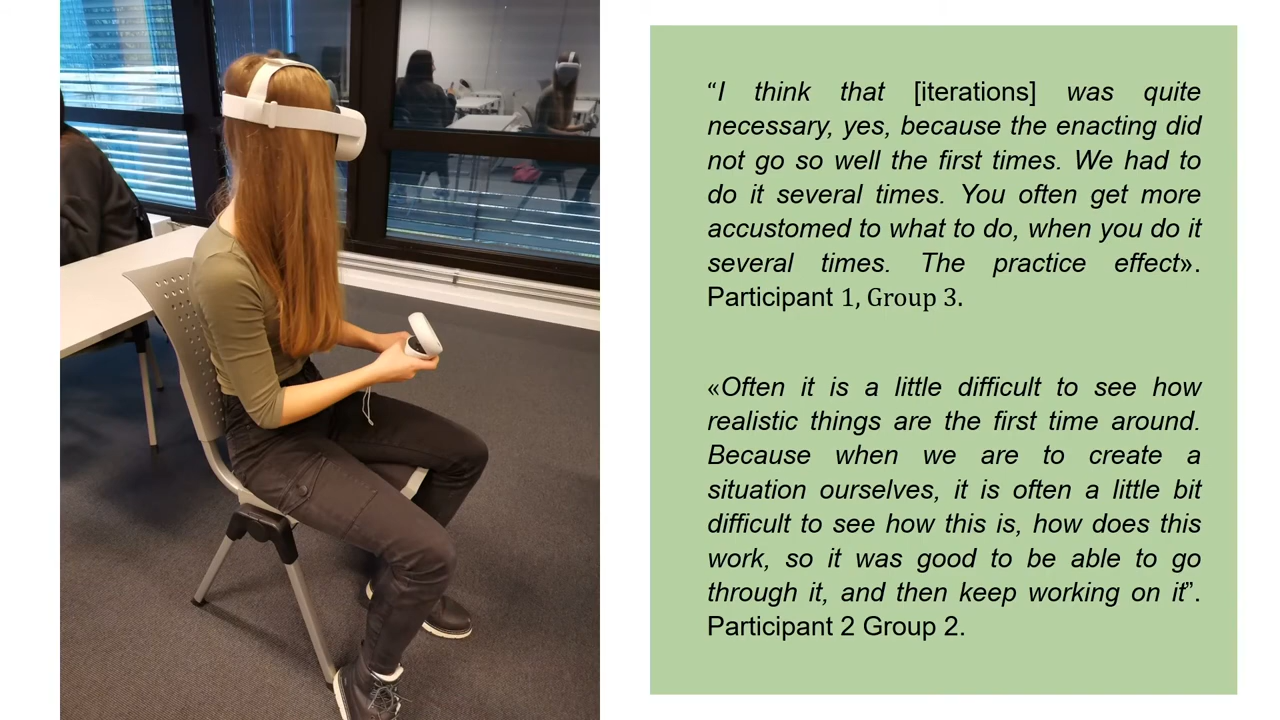 “I think that [iterations] was quite
necessary, yes, because the enacting did
not go so well the first times. We had to
do it several times. You often get more
accustomed to what to do, when you do it
several times. The practice effect».
Participant 1, Group 3.
«Often it is a little difficult to see how
realistic things are the first time around.
Because when we are to create a
situation ourselves, it is often a little bit
difficult to see how this is, how does this
work, so it was good to be able to go
through it, and then keep working on it”.
Participant 2 Group 2.